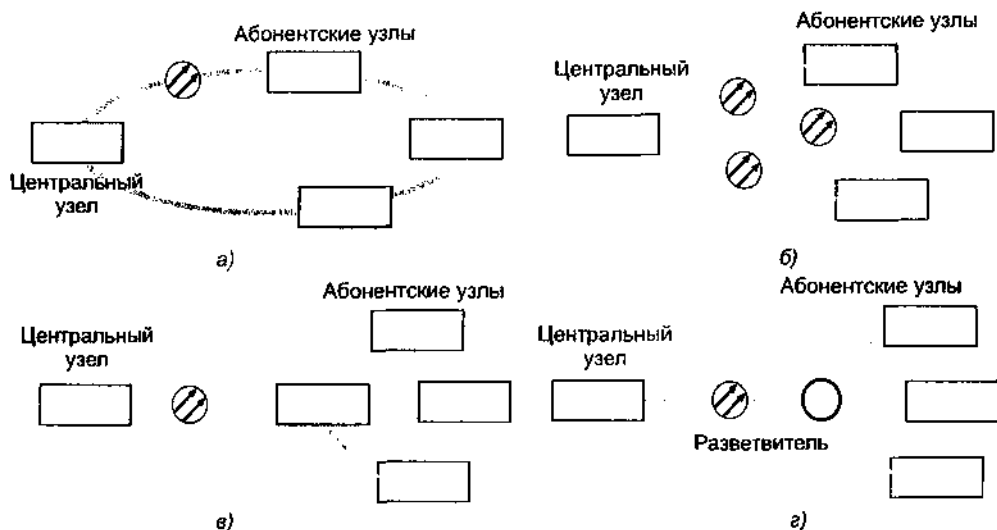 Абонентские узлы
Центральный
узел
а)
Абонентские узлы
Центральный
узел
б)
Абонентские узлы
Центральный
узел
в)
Абонентские узлы
Центральный
узел
Разветвитель
г)